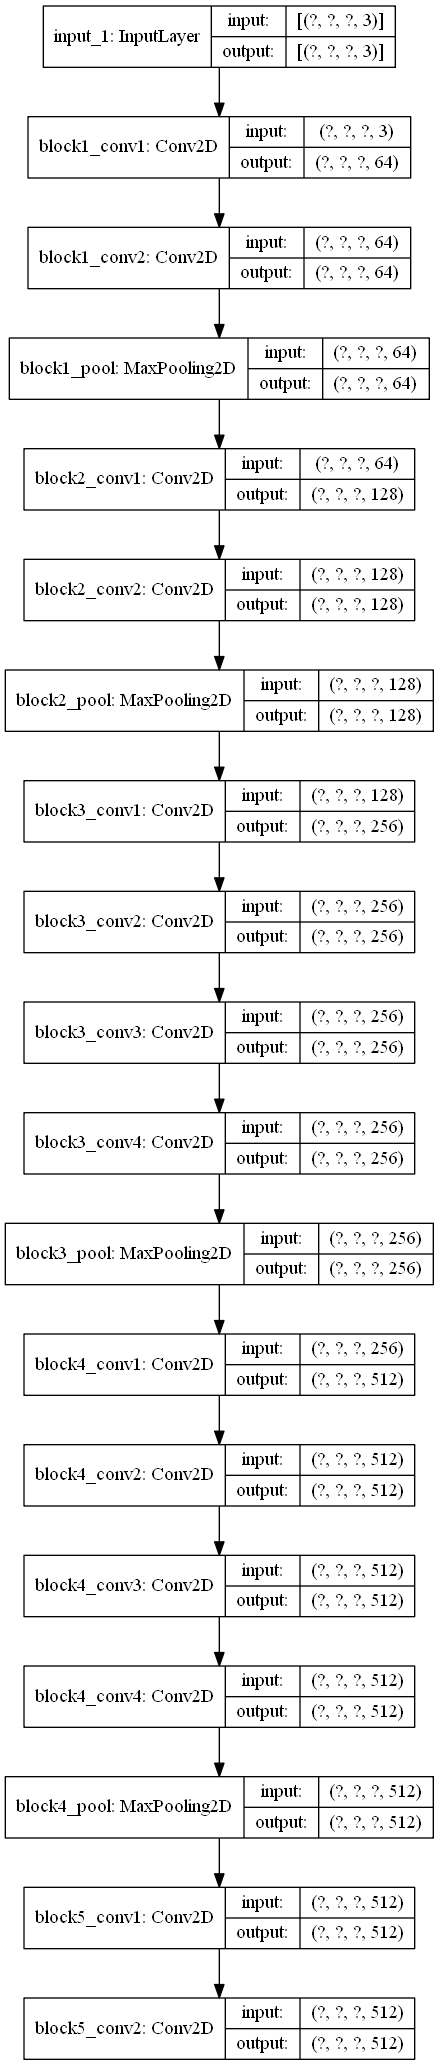 input_1: InputLayer
input: [(?, ?, ?, 3)]
output: [(?, ?, ?, 3)]
block1_conv1: Conv2D
input: (?, ?, ?, 3)
output: (?, ?, ?, 64)
block1_conv2: Conv2D
input: (?, ?, ?, 64)
output: (?, ?, ?, 64)
block1_pool: MaxPooling2D
input: (?, ?, ?, 64)
output: (?, ?, ?, 64)
block2_conv1: Conv2D
input: (?, ?, ?, 64)
output: (?, ?, ?, 128)
block2_conv2: Conv2D
input: (?, ?, ?, 128)
output: (?, ?, ?, 128)
block2_pool: MaxPooling2D
input: (?, ?, ?, 128)
output: (?, ?, ?, 128)
block3_conv1: Conv2D
input: (?, ?, ?, 128)
output: (?, ?, ?, 256)
block3_conv2: Conv2D
input: (?, ?, ?, 256)
output: (?, ?, ?, 256)
block3_conv3: Conv2D
input: (?, ?, ?, 256)
output: (?, ?, ?, 256)
block3_conv4: Conv2D
input: (?, ?, ?, 256)
output: (?, ?, ?, 256)
block3_pool: MaxPooling2D
input: (?, ?, ?, 256)
output: (?, ?, ?, 256)
block4_conv1: Conv2D
input: (?, ?, ?, 256)
output: (?, ?, ?, 512)
block4_conv2: Conv2D
input: (?, ?, ?, 512)
output: (?, ?, ?, 512)
block4_conv3: Conv2D
input: (?, ?, ?, 512)
output: (?, ?, ?, 512)
block4_conv4: Conv2D
input: (?, ?, ?, 512)
output: (?, ?, ?, 512)
block4_pool: MaxPooling2D
input: (?, ?, ?, 512)
output: (?, ?, ?, 512)
block5_conv1: Conv2D
input: (?, ?, ?, 512)
output: (?, ?, ?, 512)
block5_conv2: Conv2D
input: (?, ?, ?, 512)
output: (?, ?, ?, 512)